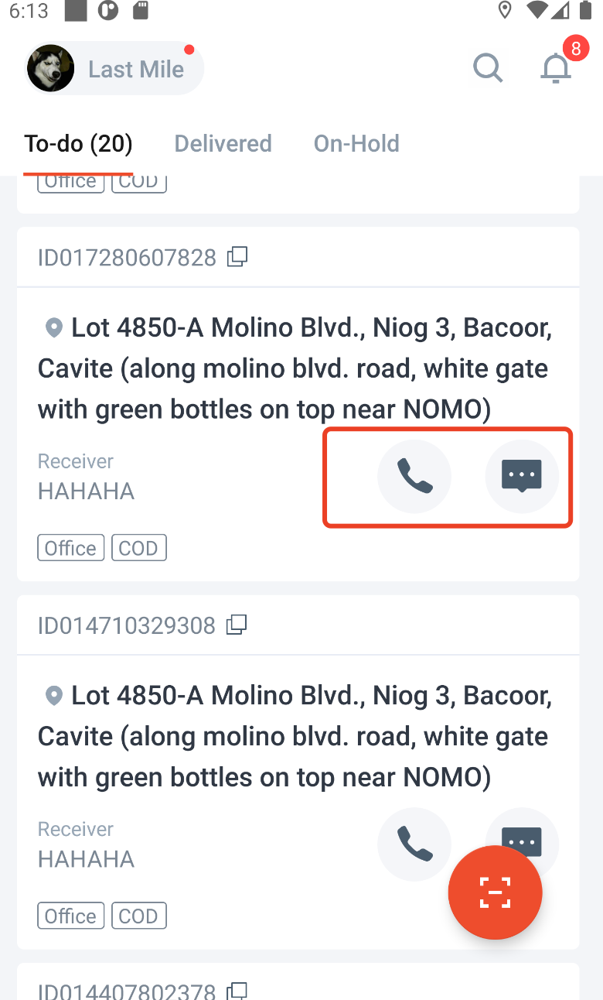 6:13
Last Mile
8
To-do (20)
Delivered
On-Hold
Office
COD
ID017280607828
Lot 4850-A Molino Blvd., Niog 3, Bacoor,
Cavite (along molino blvd. road, white gate
with green bottles on top near NOMO)
Receiver
HAHAHA
Office
COD
ID014710329308
Lot 4850-A Molino Blvd., Niog 3, Bacoor,
Cavite (along molino blvd. road, white gate
with green bottles on top near NOMO)
Receiver
HAHAHA
Office
COD
ID014407802378